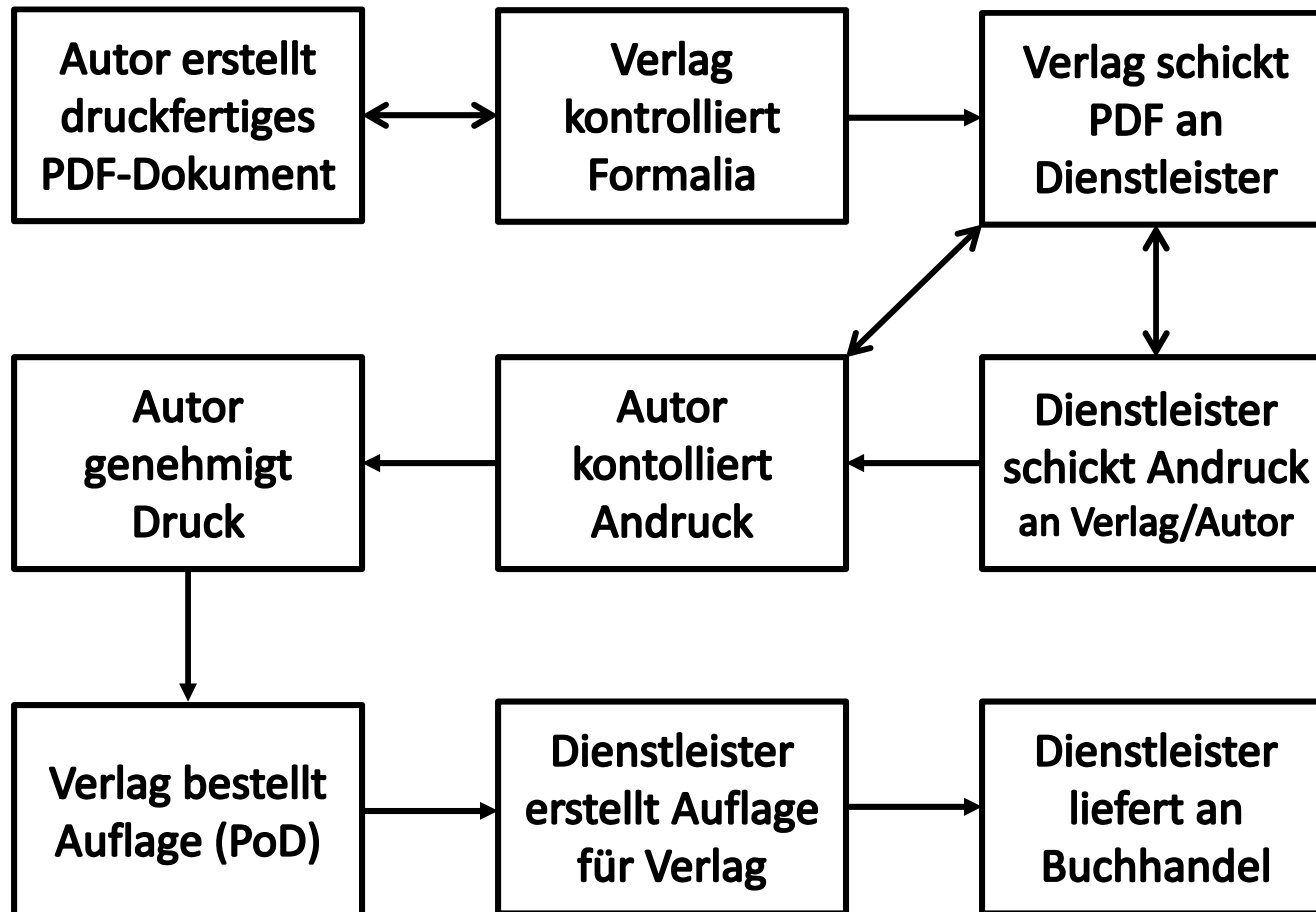 Autor erstellt
druckfertiges
PDF-Dokument
Verlag
kontrolliert
Formalia
Verlag schickt
PDF an
Dienstleister
Autor
genehmigt
Druck
Autor
kontolliert
Andruck
Dienstleister
schickt Andruck
an Verlag/Autor
Verlag bestellt
Auflage (PoD)
Dienstleister
erstellt Auflage
für Verlag
Dienstleister
liefert an
Buchhandel